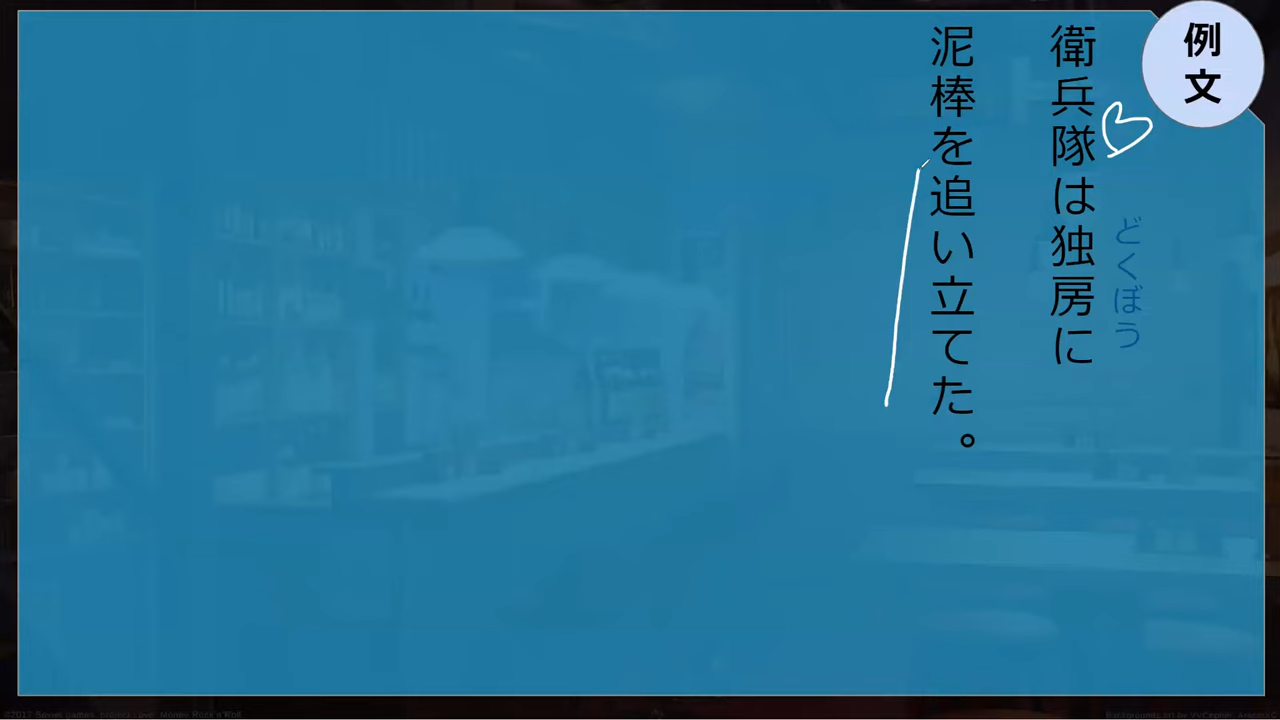 例文
衛兵隊は独房に
どくぼう
泥棒を追い立てた。